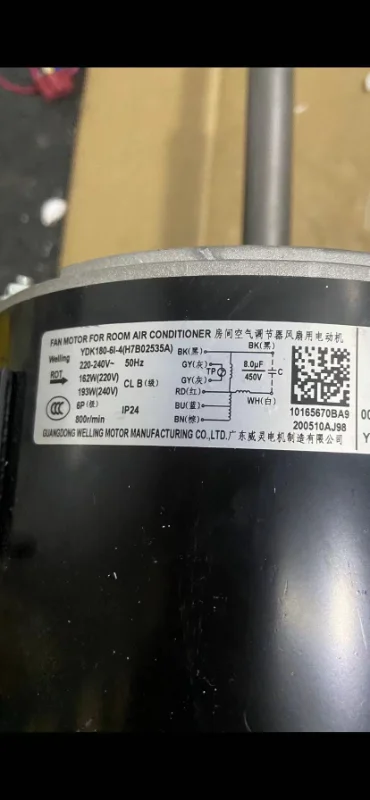 FAN MOTOR FOR ROOM AIR CONDITIONER 房间空气调节器风扇用电动机
Welling YDK180-6I-4(H7B02535A)
220-240V~ 50Hz
RDT 162W(220V)
193W(240V) CL B (级)
CCC 6P(极) IP24
800r/min
BK(黑) BK(黑)
GY(灰) 8.0μF
TP 450V C
GY(灰)
RD(红) WH(白)
BU(蓝)
BN(棕)
10165670BA9
200510AJ98
GUANGDONG WELLING MOTOR MANUFACTURING CO.,LTD.广东威灵电机制造有限公司
00
Y